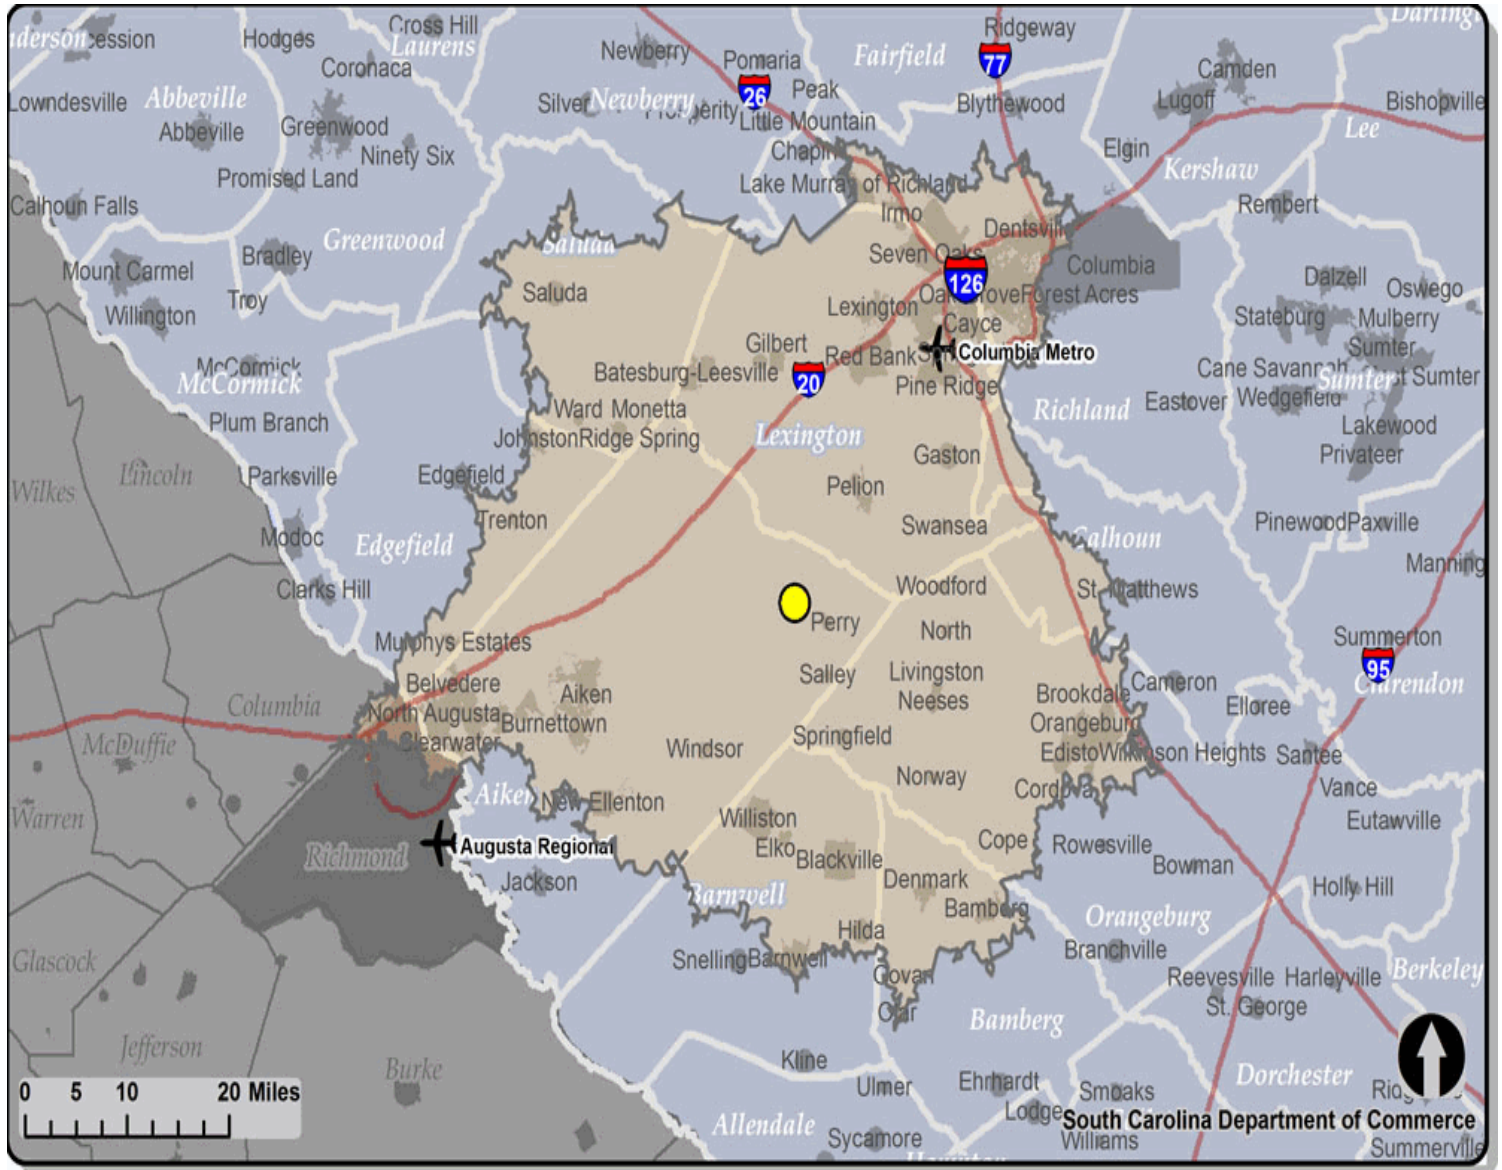 Cross Hill
Ridgeway
Hodges
Laurens
Newberry
Fairfield
Pomaria
77
Coronaca
Camden
Lowndesville
Abbeville
26
Peak
Silver
Newberry
Blythewood
Lugoff
Bishopville
Abbeville
Greenwood
Little Mountain
Lee
Ninety Six
Chapin
Elgin
Kershaw
Promised Land
Lake Murray of Richland
Calhoun Falls
Irmo
Rembert
Greenwood
Dentsville
Saluda
Bradley
Seven Oaks
Mount Carmel
Columbia
Dalzell
126
Oswego
Troy
Saluda
Forest Acres
Willington
Lexington
Cayce
Stateburg
Mulberry
Gilbert
Red Bank
Columbia Metro
Sumter
McCormick
McCormick
Batesburg-Leesville
20
Pine Ridge
Cane Savannah
Sumter
Sumter
Plum Branch
Ward
Monetta
Richland
Eastover
Wedgefield
Lakewood
Johnston
Ridge Spring
Lexington
Gaston
Privateer
Wilkes
Lincoln
Parksville
Edgefield
Pelion
Trenton
Swansea
Pinewood
Paxville
Modoc
Edgefield
Calhoun
Manning
Clarks Hill
Woodford
St. Matthews
Perry
North
Murphys Estates
Summerton
95
Belvedere
Aiken
Salley
Livingston
Neeses
Brookdale
Cameron
Clarendon
Columbia
North Augusta
Burnettown
Orangeburg
Elloree
McDuffie
Clearwater
Windsor
Springfield
Edisto
Wilkinson Heights
Santee
Norway
Cordova
Vance
Warren
Aiken
New Ellenton
Williston
Eutawville
Richmond
Augusta Regional
Elko
Blackville
Cope
Rowesville
Bowman
Jackson
Barnwell
Denmark
Bamberg
Holly Hill
Orangeburg
Hilda
Branchville
Glascock
Snelling
Barnwell
Govan
Reevesville
Harleyville
Berkeley
St. George
Bamberg
Jefferson
Burke
Kline
Ulmer
Ehrhardt
Smoaks
Dorchester
0 5 10 20 Miles
Lodge
South Carolina Department of Commerce
Allendale
Sycamore
Williams
Summerville